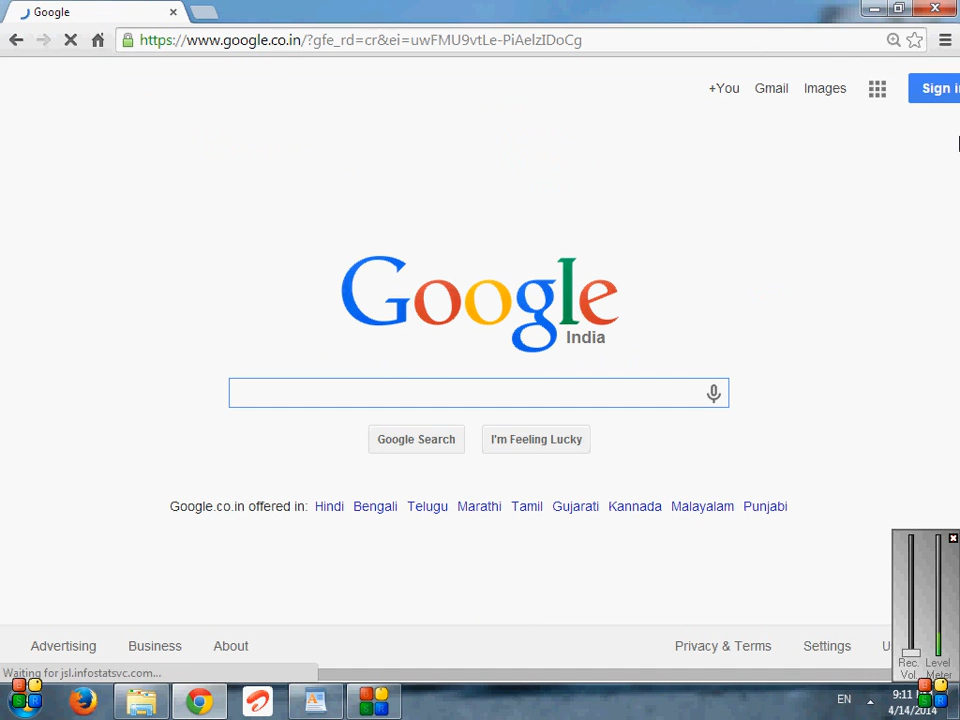 Google
https://www.google.co.in/?gfe_rd=cr&ei=uwFMU9vtLe-PiAelzIDoCg
+You Gmail Images Sign i
Google
India
Google Search I'm Feeling Lucky
Google.co.in offered in: Hindi Bengali Telugu Marathi Tamil Gujarati Kannada Malayalam Punjabi
Advertising Business About Privacy & Terms Settings U
Rec. Level
Vol Meter
Waiting for jsl.infostatsvc.com...
EN 9:11
4/14/2014